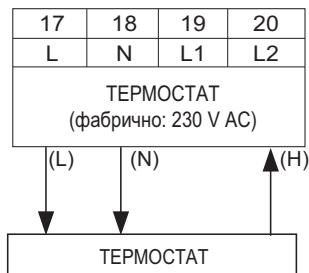 17 18 19 20
L N L1 L2
ТЕРМОСТАТ
(фабрично: 230 V AC)
(L) (N) (H)
ТЕРМОСТАТ